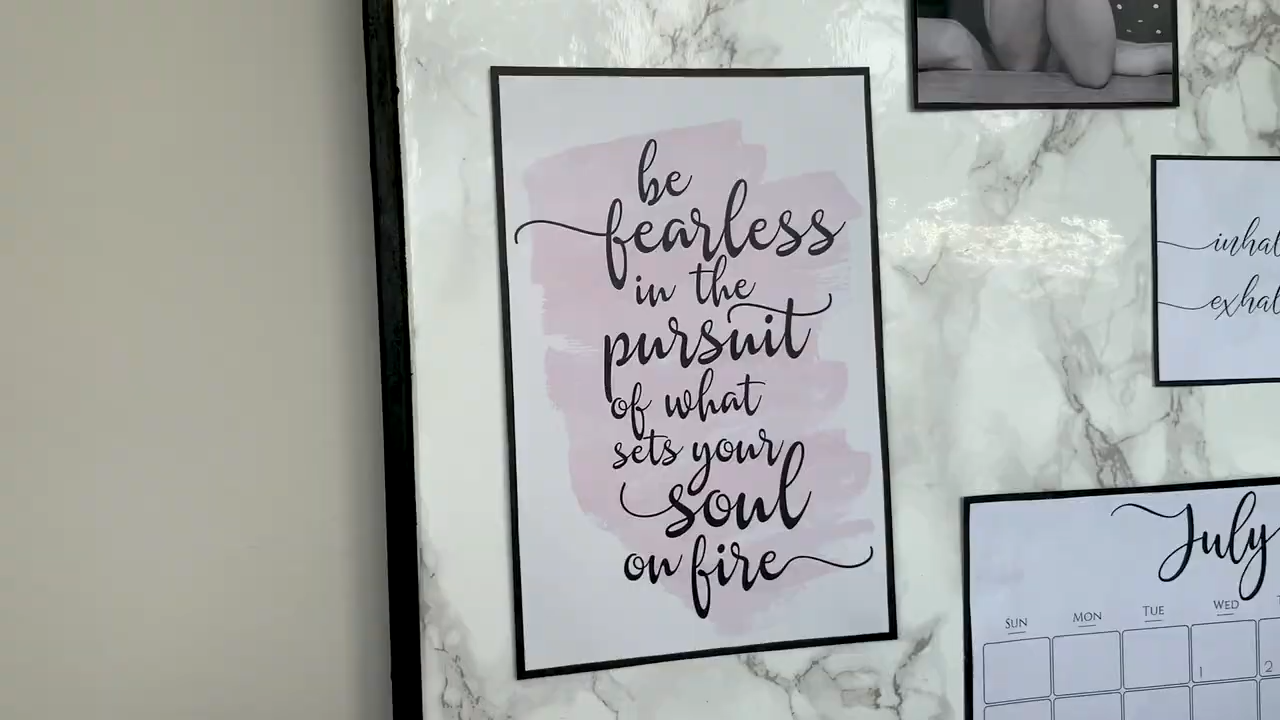 be
fearless
in the
pursuit
of what
sets your
soul
on fire
July
SUN MON TUE WED
1 2